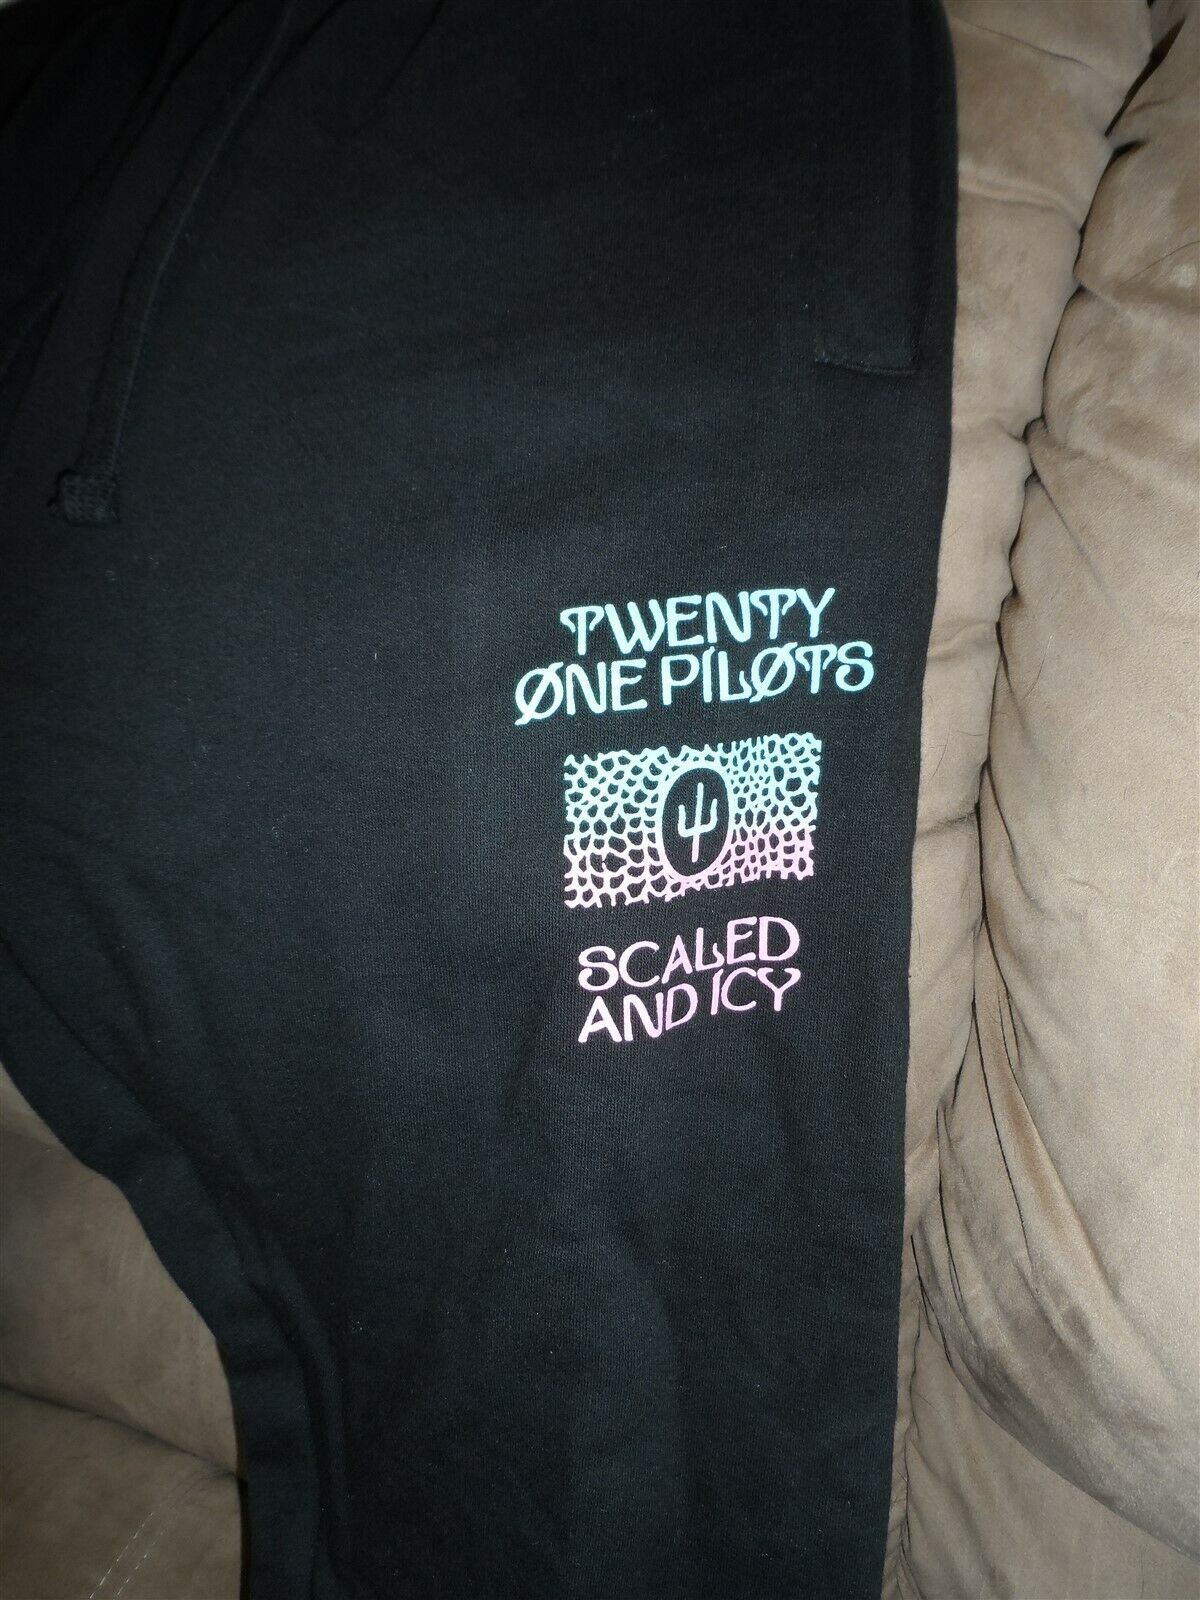 TWENTY
ØNE PILØTS
SCALED
AND ICY